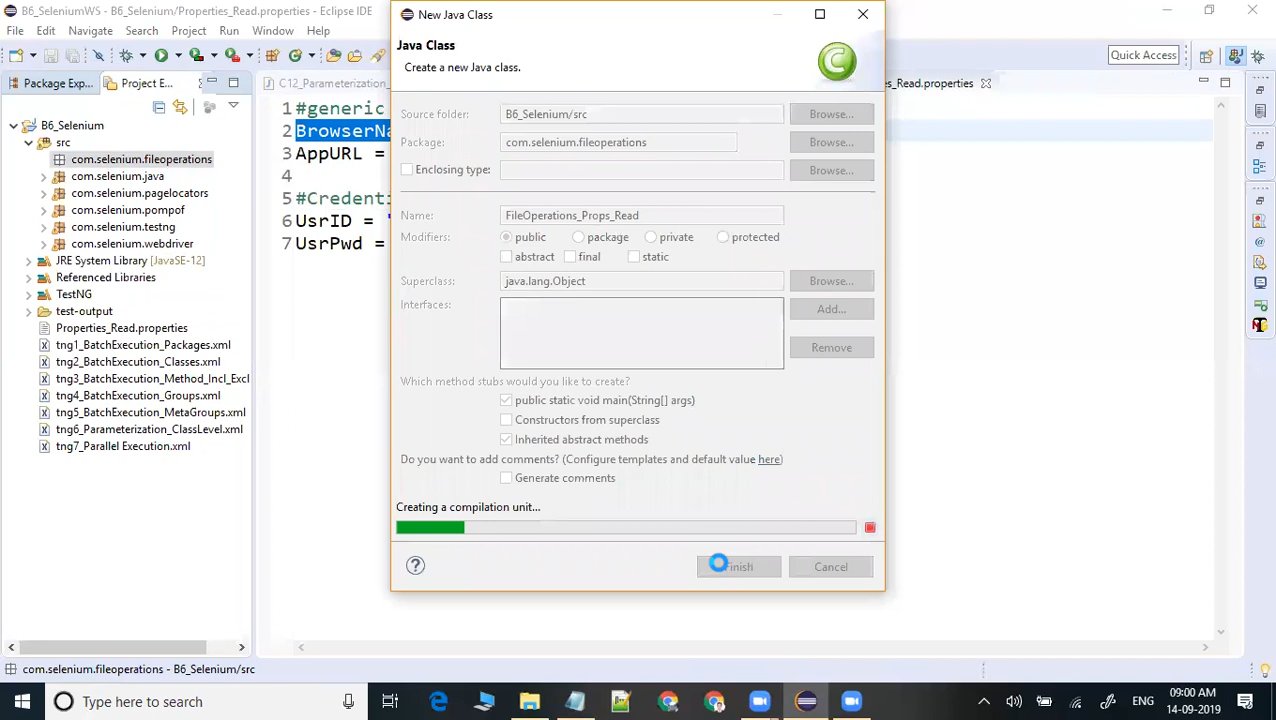 B6_SeleniumWS - B6_Selenium/Properties_Read.properties - Eclipse IDE
File Edit Navigate Search Project Run Window Help
Quick Access
Package Exp...
Project E...
B6_Selenium
src
com.selenium.fileoperations
com.selenium.java
com.selenium.pagelocators
com.selenium.pompof
com.selenium.testng
com.selenium.webdriver
JRE System Library [JavaSE-12]
Referenced Libraries
TestNG
test-output
Properties_Read.properties
tng1_BatchExecution_Packages.xml
tng2_BatchExecution_Classes.xml
tng3_BatchExecution_Method_Incl_Excl
tng4_BatchExecution_Groups.xml
tng5_BatchExecution_MetaGroups.xml
tng6_Parameterization_ClassLevel.xml
tng7_Parallel Execution.xml
C12_Parameterization_
_Read.properties
1 #generic
2 BrowserNa
3 AppURL =
4
5 #Credenti
6 UsrID = "
7 UsrPwd =
New Java Class
Java Class
Create a new Java class.
Source folder: B6_Selenium/src Browse...
Package: com.selenium.fileoperations Browse...
Enclosing type: Browse...
Name: FileOperations_Props_Read
Modifiers: public package private protected
abstract final static
Superclass: java.lang.Object Browse...
Interfaces: Add...
Remove
Which method stubs would you like to create?
public static void main(String[] args)
Constructors from superclass
Inherited abstract methods
Do you want to add comments? (Configure templates and default value here)
Generate comments
Creating a compilation unit...
Finish Cancel
com.selenium.fileoperations - B6_Selenium/src
Type here to search
ENG
09:00 AM
14-09-2019